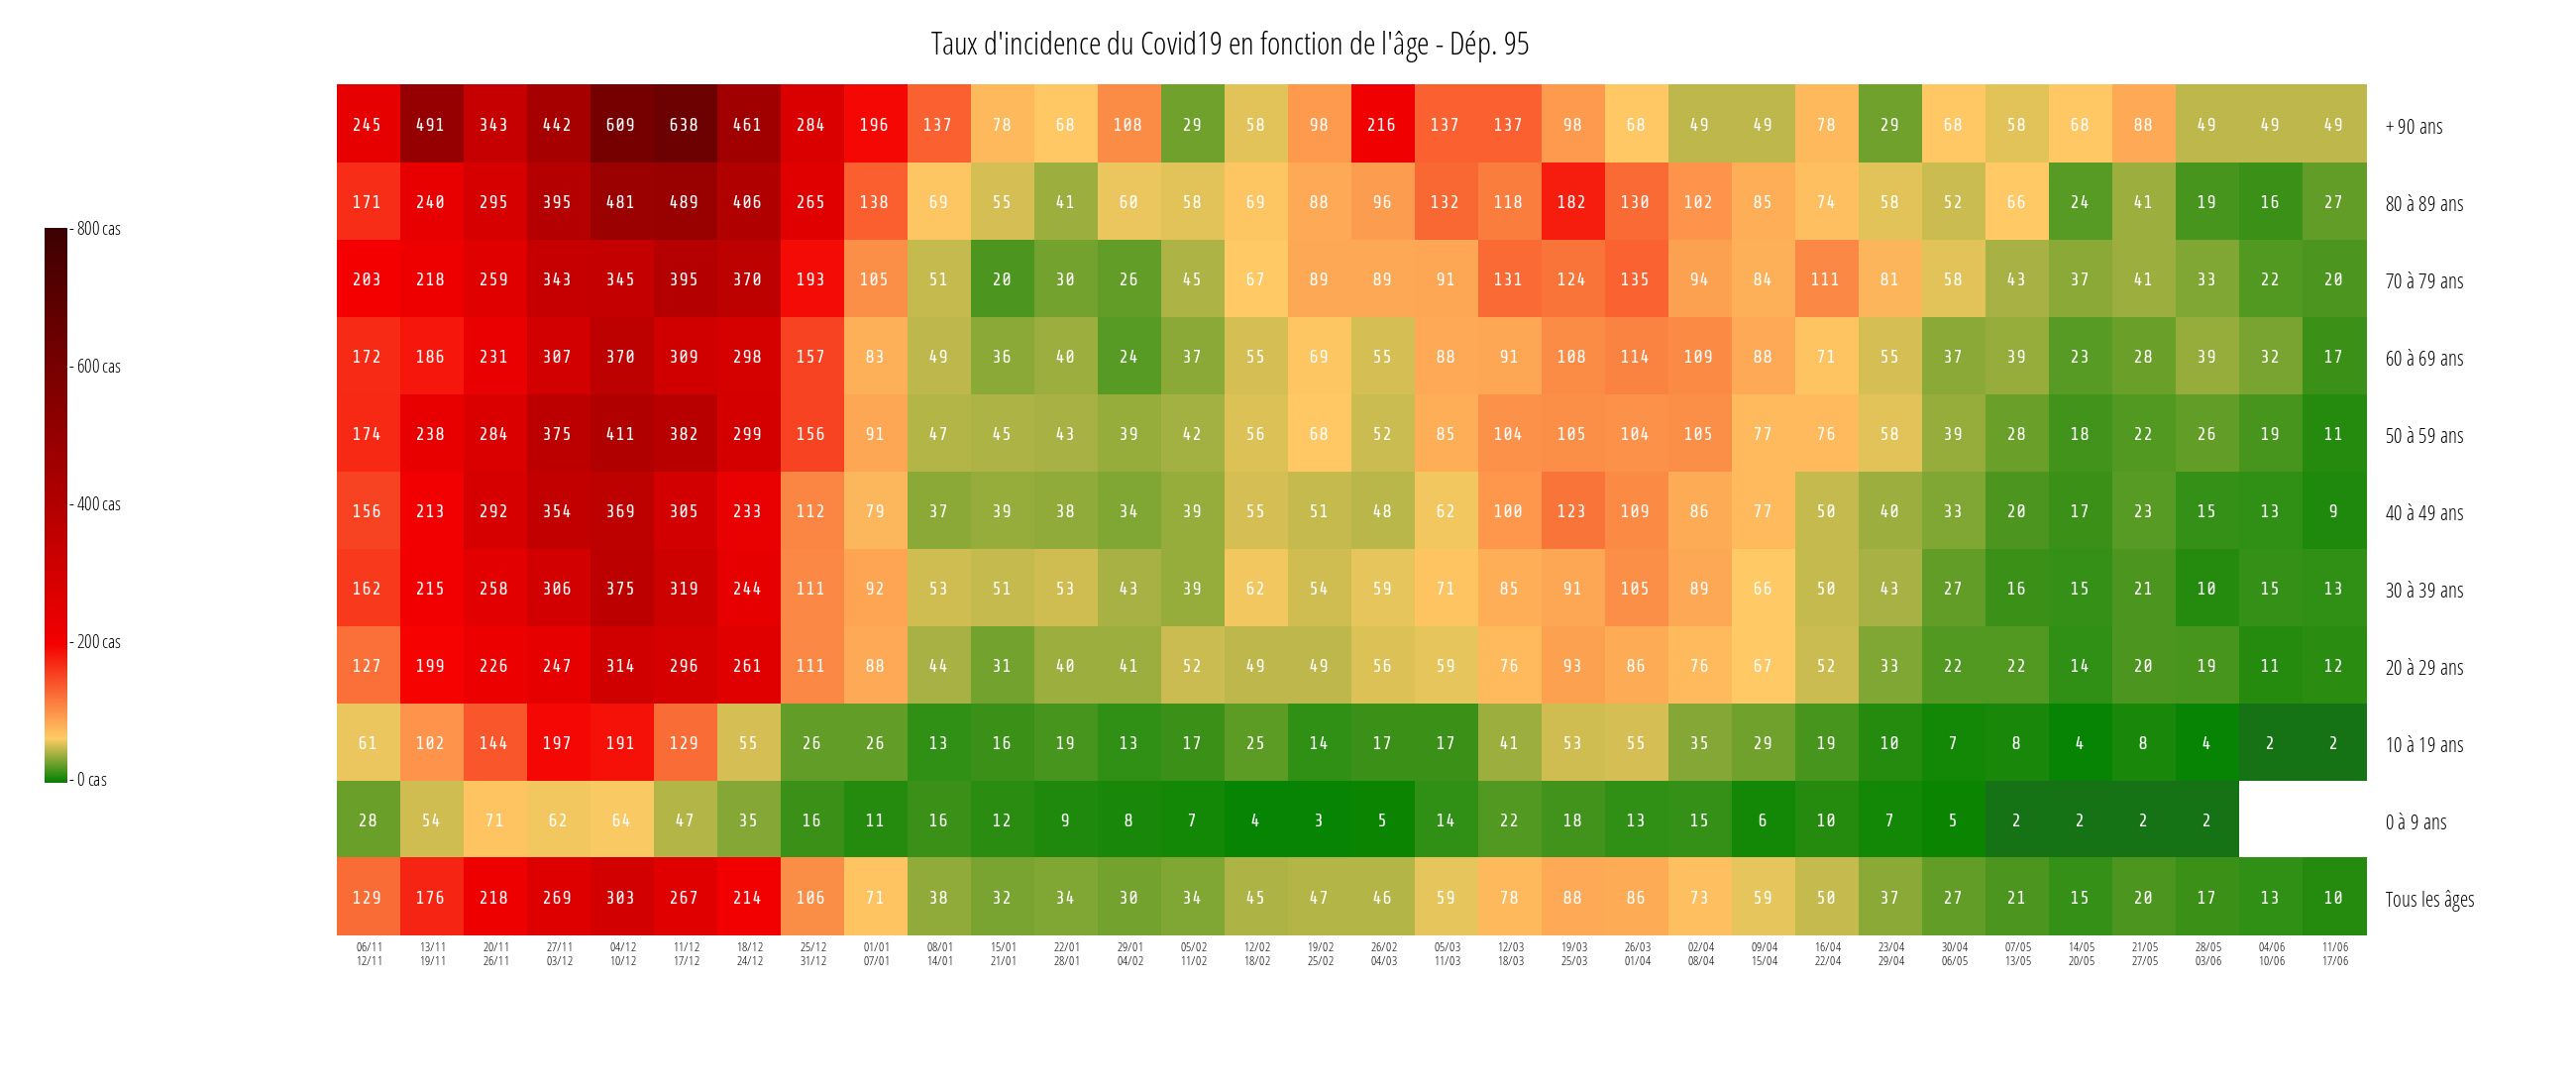 Taux d'incidence du Covid19 en fonction de l'âge - Dép. 95
- 800 cas
- 600 cas
- 400 cas
- 200 cas
- 0 cas
245 491 343 442 609 638 461 284 196 137 78 68 108 29 58 98 216 137 137 98 68 49 49 78 29 68 58 68 88 49 49 49 + 90 ans
171 240 295 395 481 489 406 265 138 69 55 41 60 58 69 88 96 132 118 182 130 102 85 74 58 52 66 24 41 19 16 27 80 à 89 ans
203 218 259 343 345 395 370 193 105 51 20 30 26 45 67 89 89 91 131 124 135 94 84 111 81 58 43 37 41 33 22 20 70 à 79 ans
172 186 231 307 370 309 298 157 83 49 36 40 24 37 55 69 55 88 91 108 114 109 88 71 55 37 39 23 28 39 32 17 60 à 69 ans
174 238 284 375 411 382 299 156 91 47 45 43 39 42 56 68 52 85 104 105 104 105 77 76 58 39 28 18 22 26 19 11 50 à 59 ans
156 213 292 354 369 305 233 112 79 37 39 38 34 39 55 51 48 62 100 123 109 86 77 50 40 33 20 17 23 15 13 9 40 à 49 ans
162 215 258 306 375 319 244 111 92 53 51 53 43 39 62 54 59 71 85 91 105 89 66 50 43 27 16 15 21 10 15 13 30 à 39 ans
127 199 226 247 314 296 261 111 88 44 31 40 41 52 49 49 56 59 76 93 86 76 67 52 33 22 22 14 20 19 11 12 20 à 29 ans
61 102 144 197 191 129 55 26 26 13 16 19 13 17 25 14 17 17 41 53 55 35 29 19 10 7 8 4 8 4 2 2 10 à 19 ans
28 54 71 62 64 47 35 16 11 16 12 9 8 7 4 3 5 14 22 18 13 15 6 10 7 5 2 2 2 2 0 à 9 ans
129 176 218 269 303 267 214 106 71 38 32 34 30 34 45 47 46 59 78 88 86 73 59 50 37 27 21 15 20 17 13 10 Tous les âges
06/11 13/11 20/11 27/11 04/12 11/12 18/12 25/12 01/01 08/01 15/01 22/01 29/01 05/02 12/02 19/02 26/02 05/03 12/03 19/03 26/03 02/04 09/04 16/04 23/04 30/04 07/05 14/05 21/05 28/05 04/06 11/06
12/11 19/11 26/11 03/12 10/12 17/12 24/12 31/12 07/01 14/01 21/01 28/01 04/02 11/02 18/02 25/02 04/03 11/03 18/03 25/03 01/04 08/04 15/04 22/04 29/04 06/05 13/05 20/05 27/05 03/06 10/06 17/06